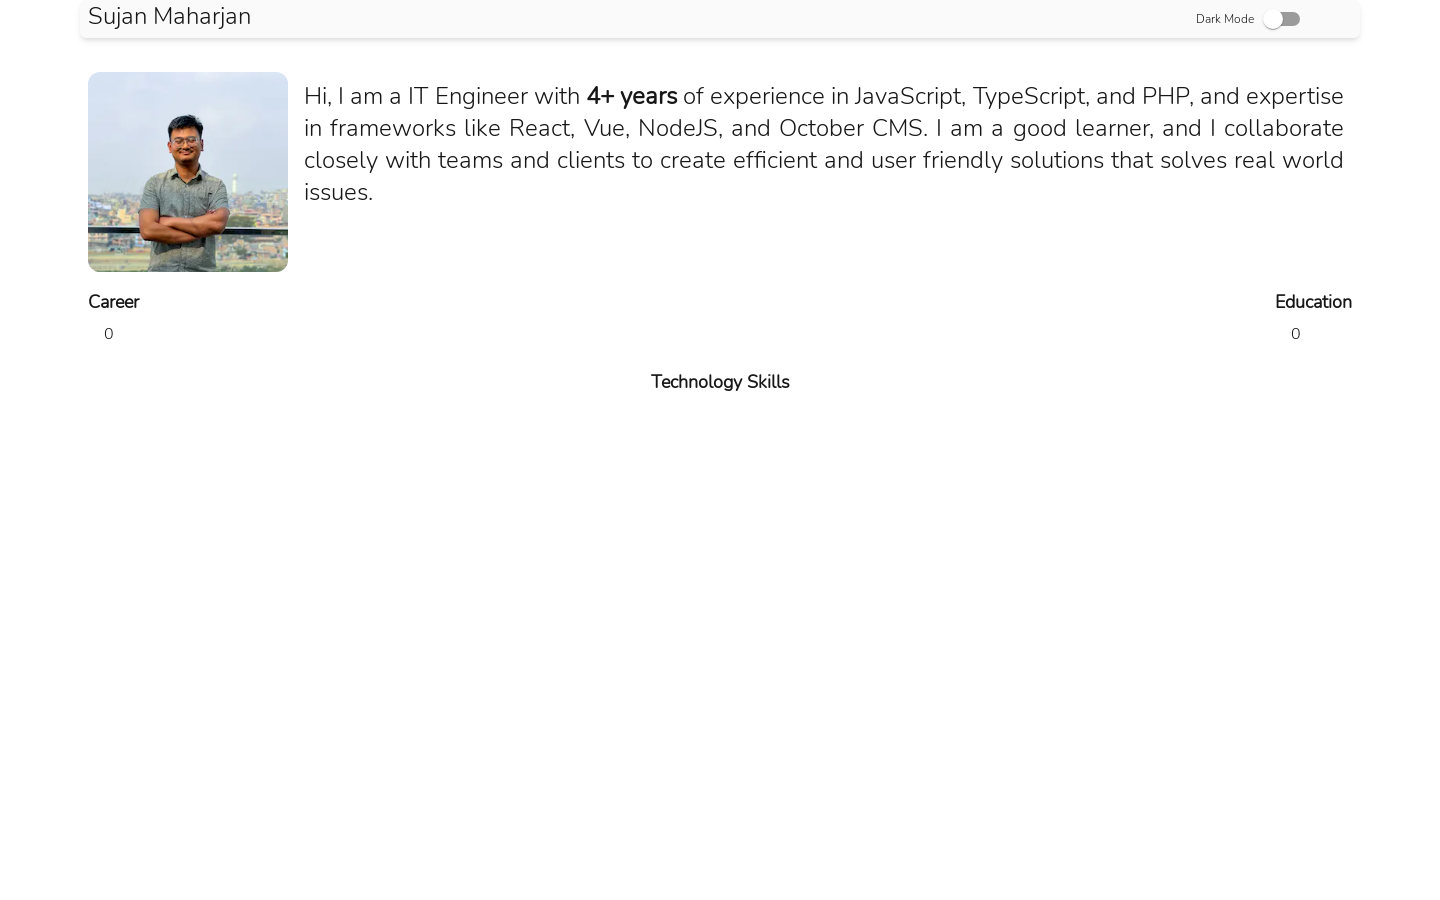 Sujan Maharjan
Dark Mode
Hi, I am a IT Engineer with 4+ years of experience in JavaScript, TypeScript, and PHP, and expertise
in frameworks like React, Vue, NodeJS, and October CMS. I am a good learner, and I collaborate
closely with teams and clients to create efficient and user friendly solutions that solves real world
issues.
Career
0
Education
0
Technology Skills